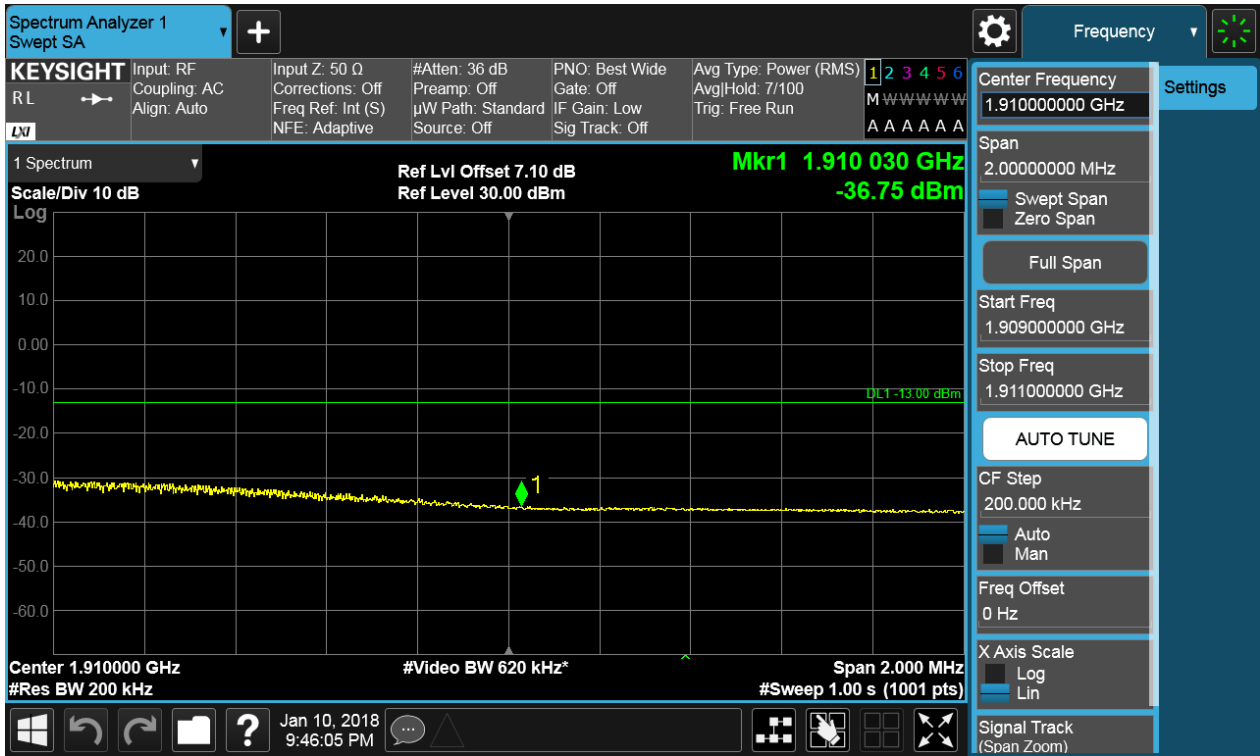 Spectrum Analyzer 1
Swept SA
Frequency
KEYSIGHT
R L
LXI
Input: RF
Coupling: AC
Align: Auto
Input Z: 50 Ω
Corrections: Off
Freq Ref: Int (S)
NFE: Adaptive
#Atten: 36 dB
Preamp: Off
µW Path: Standard
Source: Off
PNO: Best Wide
Gate: Off
IF Gain: Low
Sig Track: Off
Avg Type: Power (RMS)
Avg|Hold: 7/100
Trig: Free Run
1 2 3 4 5 6
M W W W W W
A A A A A A
1 Spectrum
Scale/Div 10 dB
Log
Ref Lvl Offset 7.10 dB
Ref Level 30.00 dBm
Mkr1 1.910 030 GHz
-36.75 dBm
20.0
10.0
0.00
-10.0
-20.0
-30.0
-40.0
-50.0
-60.0
DL1 -13.00 dBm
1
Center 1.910000 GHz
#Res BW 200 kHz
#Video BW 620 kHz*
Span 2.000 MHz
#Sweep 1.00 s (1001 pts)
Center Frequency
1.910000000 GHz
Span
2.00000000 MHz
Swept Span
Zero Span
Full Span
Start Freq
1.909000000 GHz
Stop Freq
1.911000000 GHz
AUTO TUNE
CF Step
200.000 kHz
Auto
Man
Freq Offset
0 Hz
X Axis Scale
Log
Lin
Signal Track
(Span Zoom)
Settings
?
Jan 10, 2018
9:46:05 PM